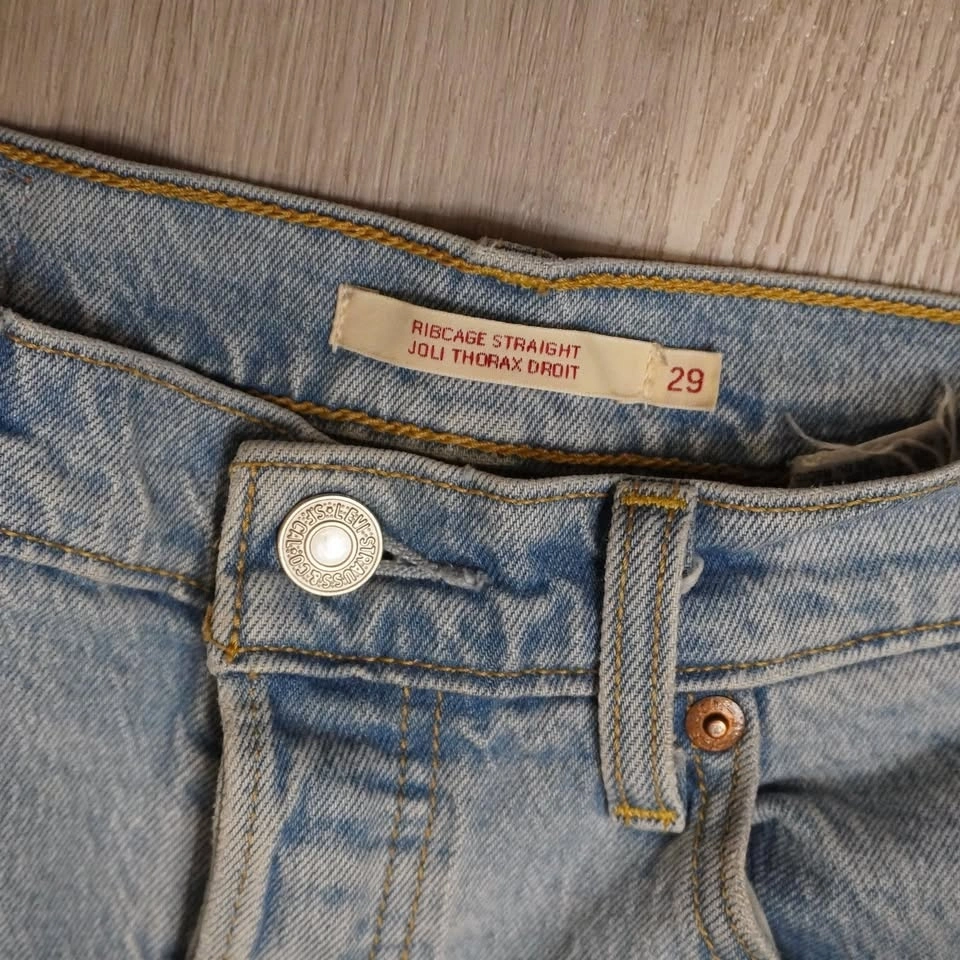 RIBCAGE STRAIGHT
JOLI THORAX DROIT
29
LEVI STRAUSS & CO. S.F. CAL.